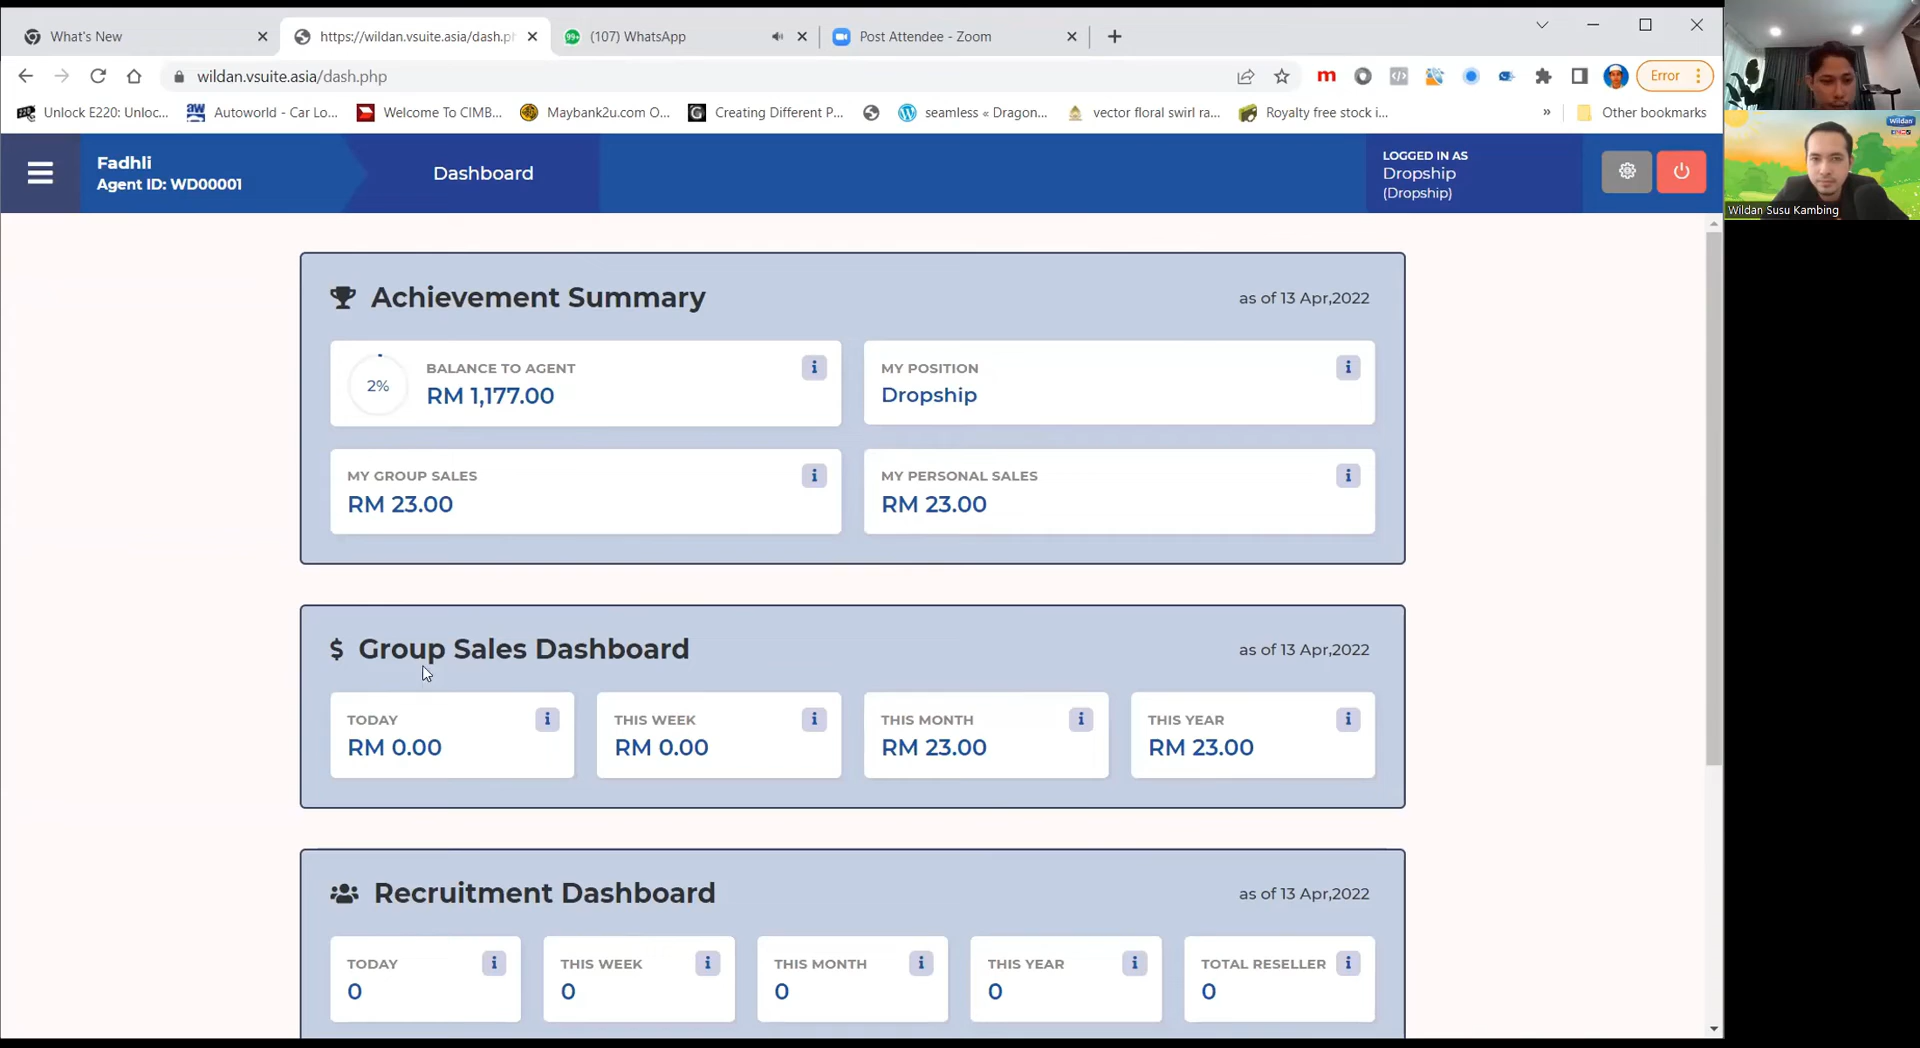 What's New
https://wildan.vsuite.asia/dash.ph
99+
(107) WhatsApp
Post Attendee - Zoom
wildan.vsuite.asia/dash.php
m
Error
Unlock E220: Unloc...
aw
Autoworld - Car Lo...
Welcome To CIMB...
Maybank2u.com O...
G
Creating Different P...
seamless « Dragon...
vector floral swirl ra...
Royalty free stock i...
»
Other bookmarks
Fadhli
Agent ID: WD00001
Dashboard
LOGGED IN AS
Dropship
(Dropship)
Wildan
Wildan Susu Kambing
Achievement Summary
as of 13 Apr,2022
2%
BALANCE TO AGENT
RM 1,177.00
MY POSITION
Dropship
MY GROUP SALES
RM 23.00
MY PERSONAL SALES
RM 23.00
$ Group Sales Dashboard
as of 13 Apr,2022
TODAY
RM 0.00
THIS WEEK
RM 0.00
THIS MONTH
RM 23.00
THIS YEAR
RM 23.00
Recruitment Dashboard
as of 13 Apr,2022
TODAY
0
THIS WEEK
0
THIS MONTH
0
THIS YEAR
0
TOTAL RESELLER
0